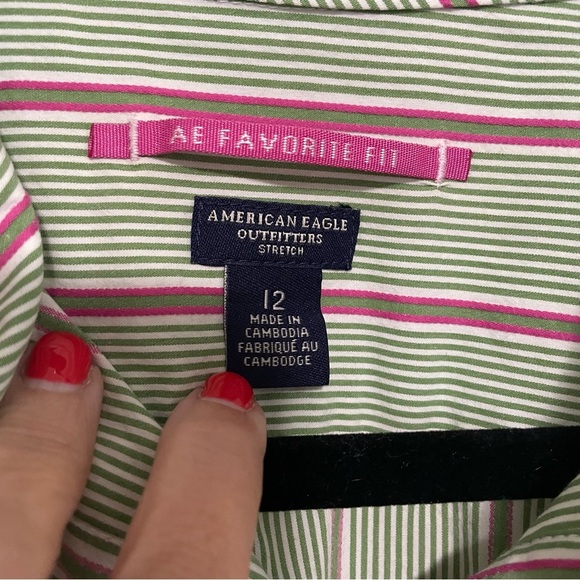 AE FAVORITE FIT
AMERICAN EAGLE
OUTFITTERS
STRETCH
12
MADE IN
CAMBODIA
FABRIQUÉ AU
CAMBODGE